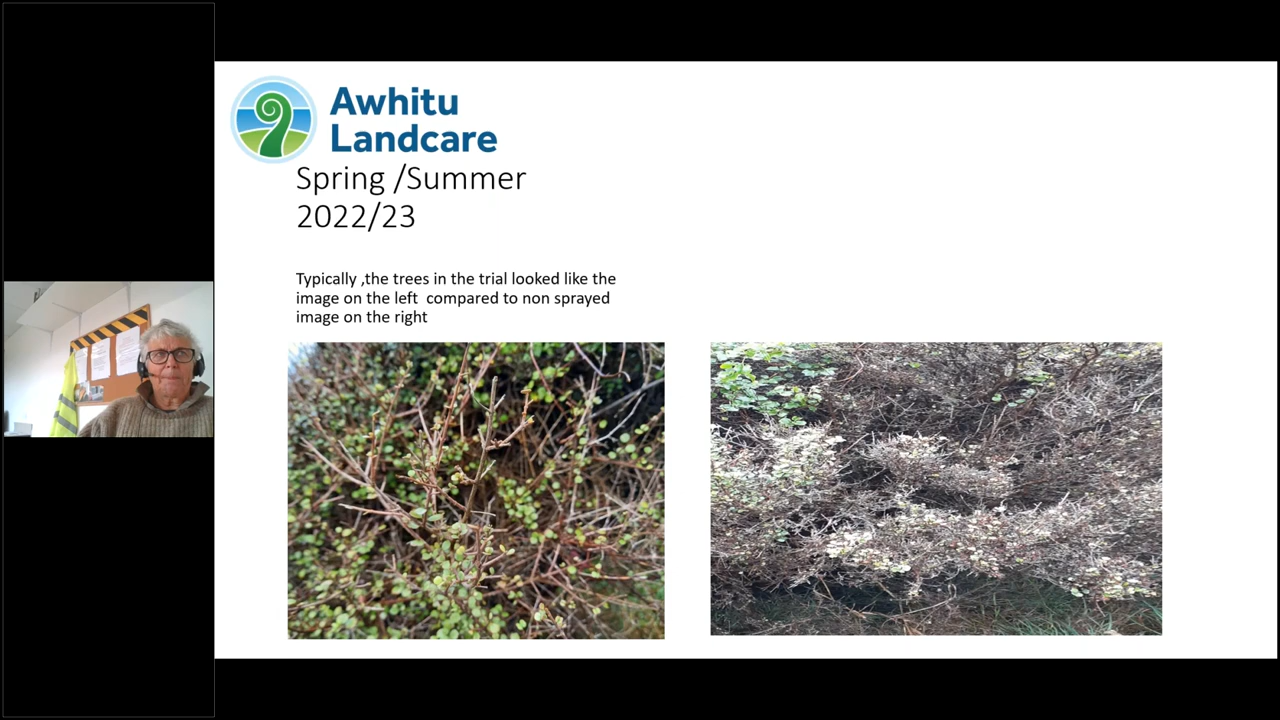 Awhitu
Landcare
Spring /Summer
2022/23
Typically ,the trees in the trial looked like the
image on the left  compared to non sprayed
image on the right